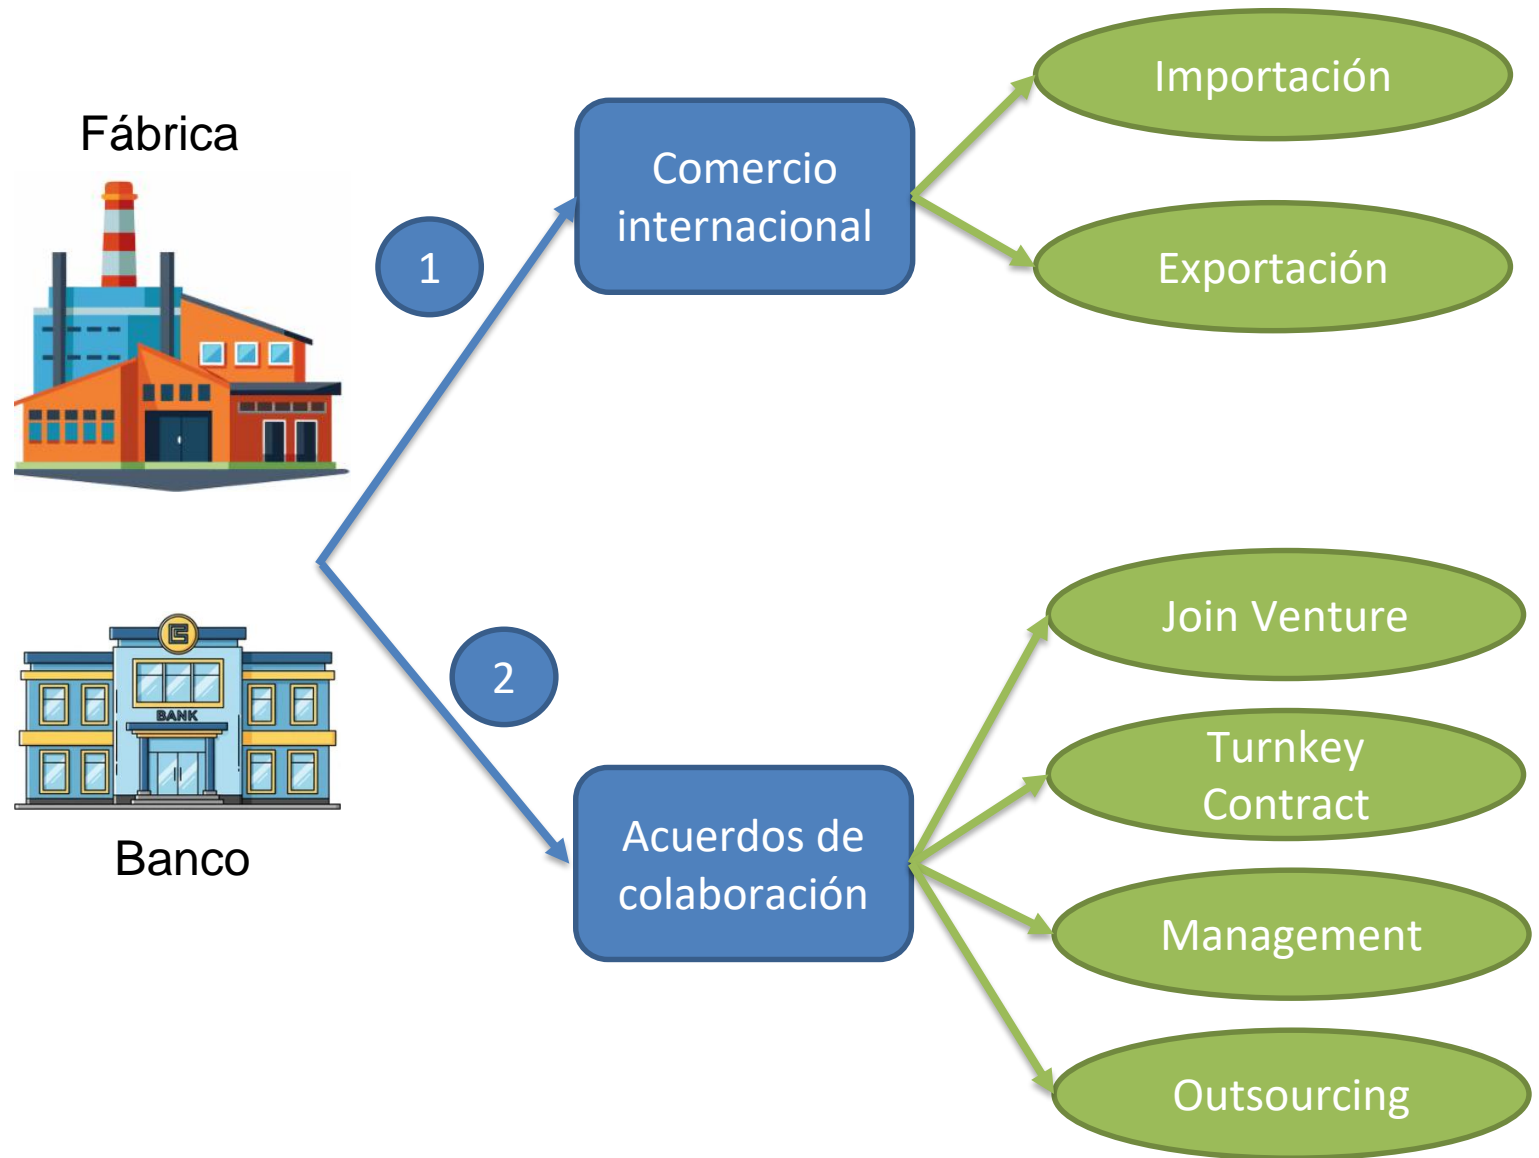 Fábrica
1
Comercio
internacional
Importación
Exportación
BANK
Banco
2
Acuerdos de
colaboración
Join Venture
Turnkey
Contract
Management
Outsourcing